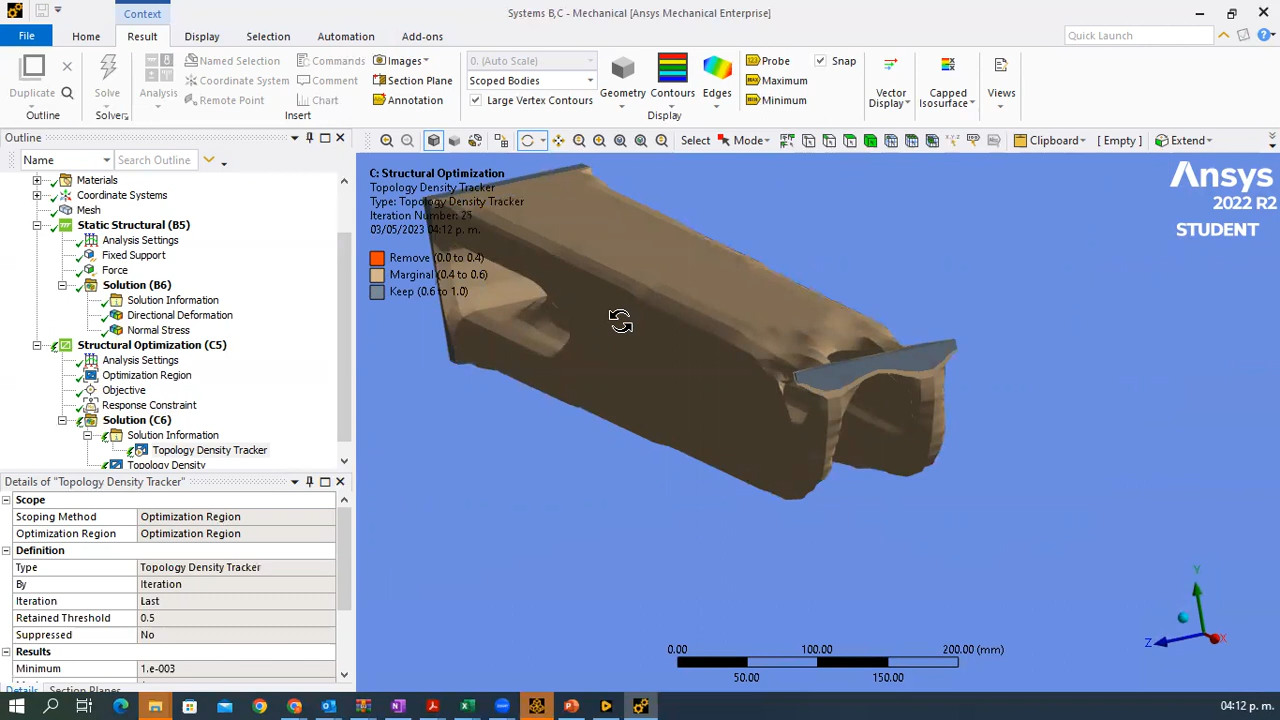 Context
Systems B,C - Mechanical [Ansys Mechanical Enterprise]
File
Home
Result
Display
Selection
Automation
Add-ons
Quick Launch
Duplicate
Outline
Solve
Solver
Analysis
Named Selection
Coordinate System
Remote Point
Commands
Comment
Chart
Images
Section Plane
Annotation
Insert
0. (Auto Scale)
Scoped Bodies
Large Vertex Contours
Geometry
Contours
Edges
Probe
Maximum
Minimum
Snap
Display
Vector
Display
Capped
Isosurface
Views
Outline
Name
Search Outline
Select
Mode
Clipboard
[ Empty ]
Extend
Materials
Coordinate Systems
Mesh
Static Structural (B5)
Analysis Settings
Fixed Support
Force
Solution (B6)
Solution Information
Directional Deformation
Normal Stress
Structural Optimization (C5)
Analysis Settings
Optimization Region
Objective
Response Constraint
Solution (C6)
Solution Information
Topology Density Tracker
Topology Density
C: Structural Optimization
Topology Density Tracker
Type: Topology Density Tracker
Iteration Number: 25
03/05/2023 04:12 p. m.
Remove (0.0 to 0.4)
Marginal (0.4 to 0.6)
Keep (0.6 to 1.0)
Ansys
2022 R2
STUDENT
Details of "Topology Density Tracker"
Scope
Scoping Method Optimization Region
Optimization Region Optimization Region
Definition
Type Topology Density Tracker
By Iteration
Iteration Last
Retained Threshold 0.5
Suppressed No
Results
Minimum 1.e-003
Details Section Planes
0.00 100.00 200.00 (mm)
50.00 150.00
Y
Z
X
04:12 p. m.